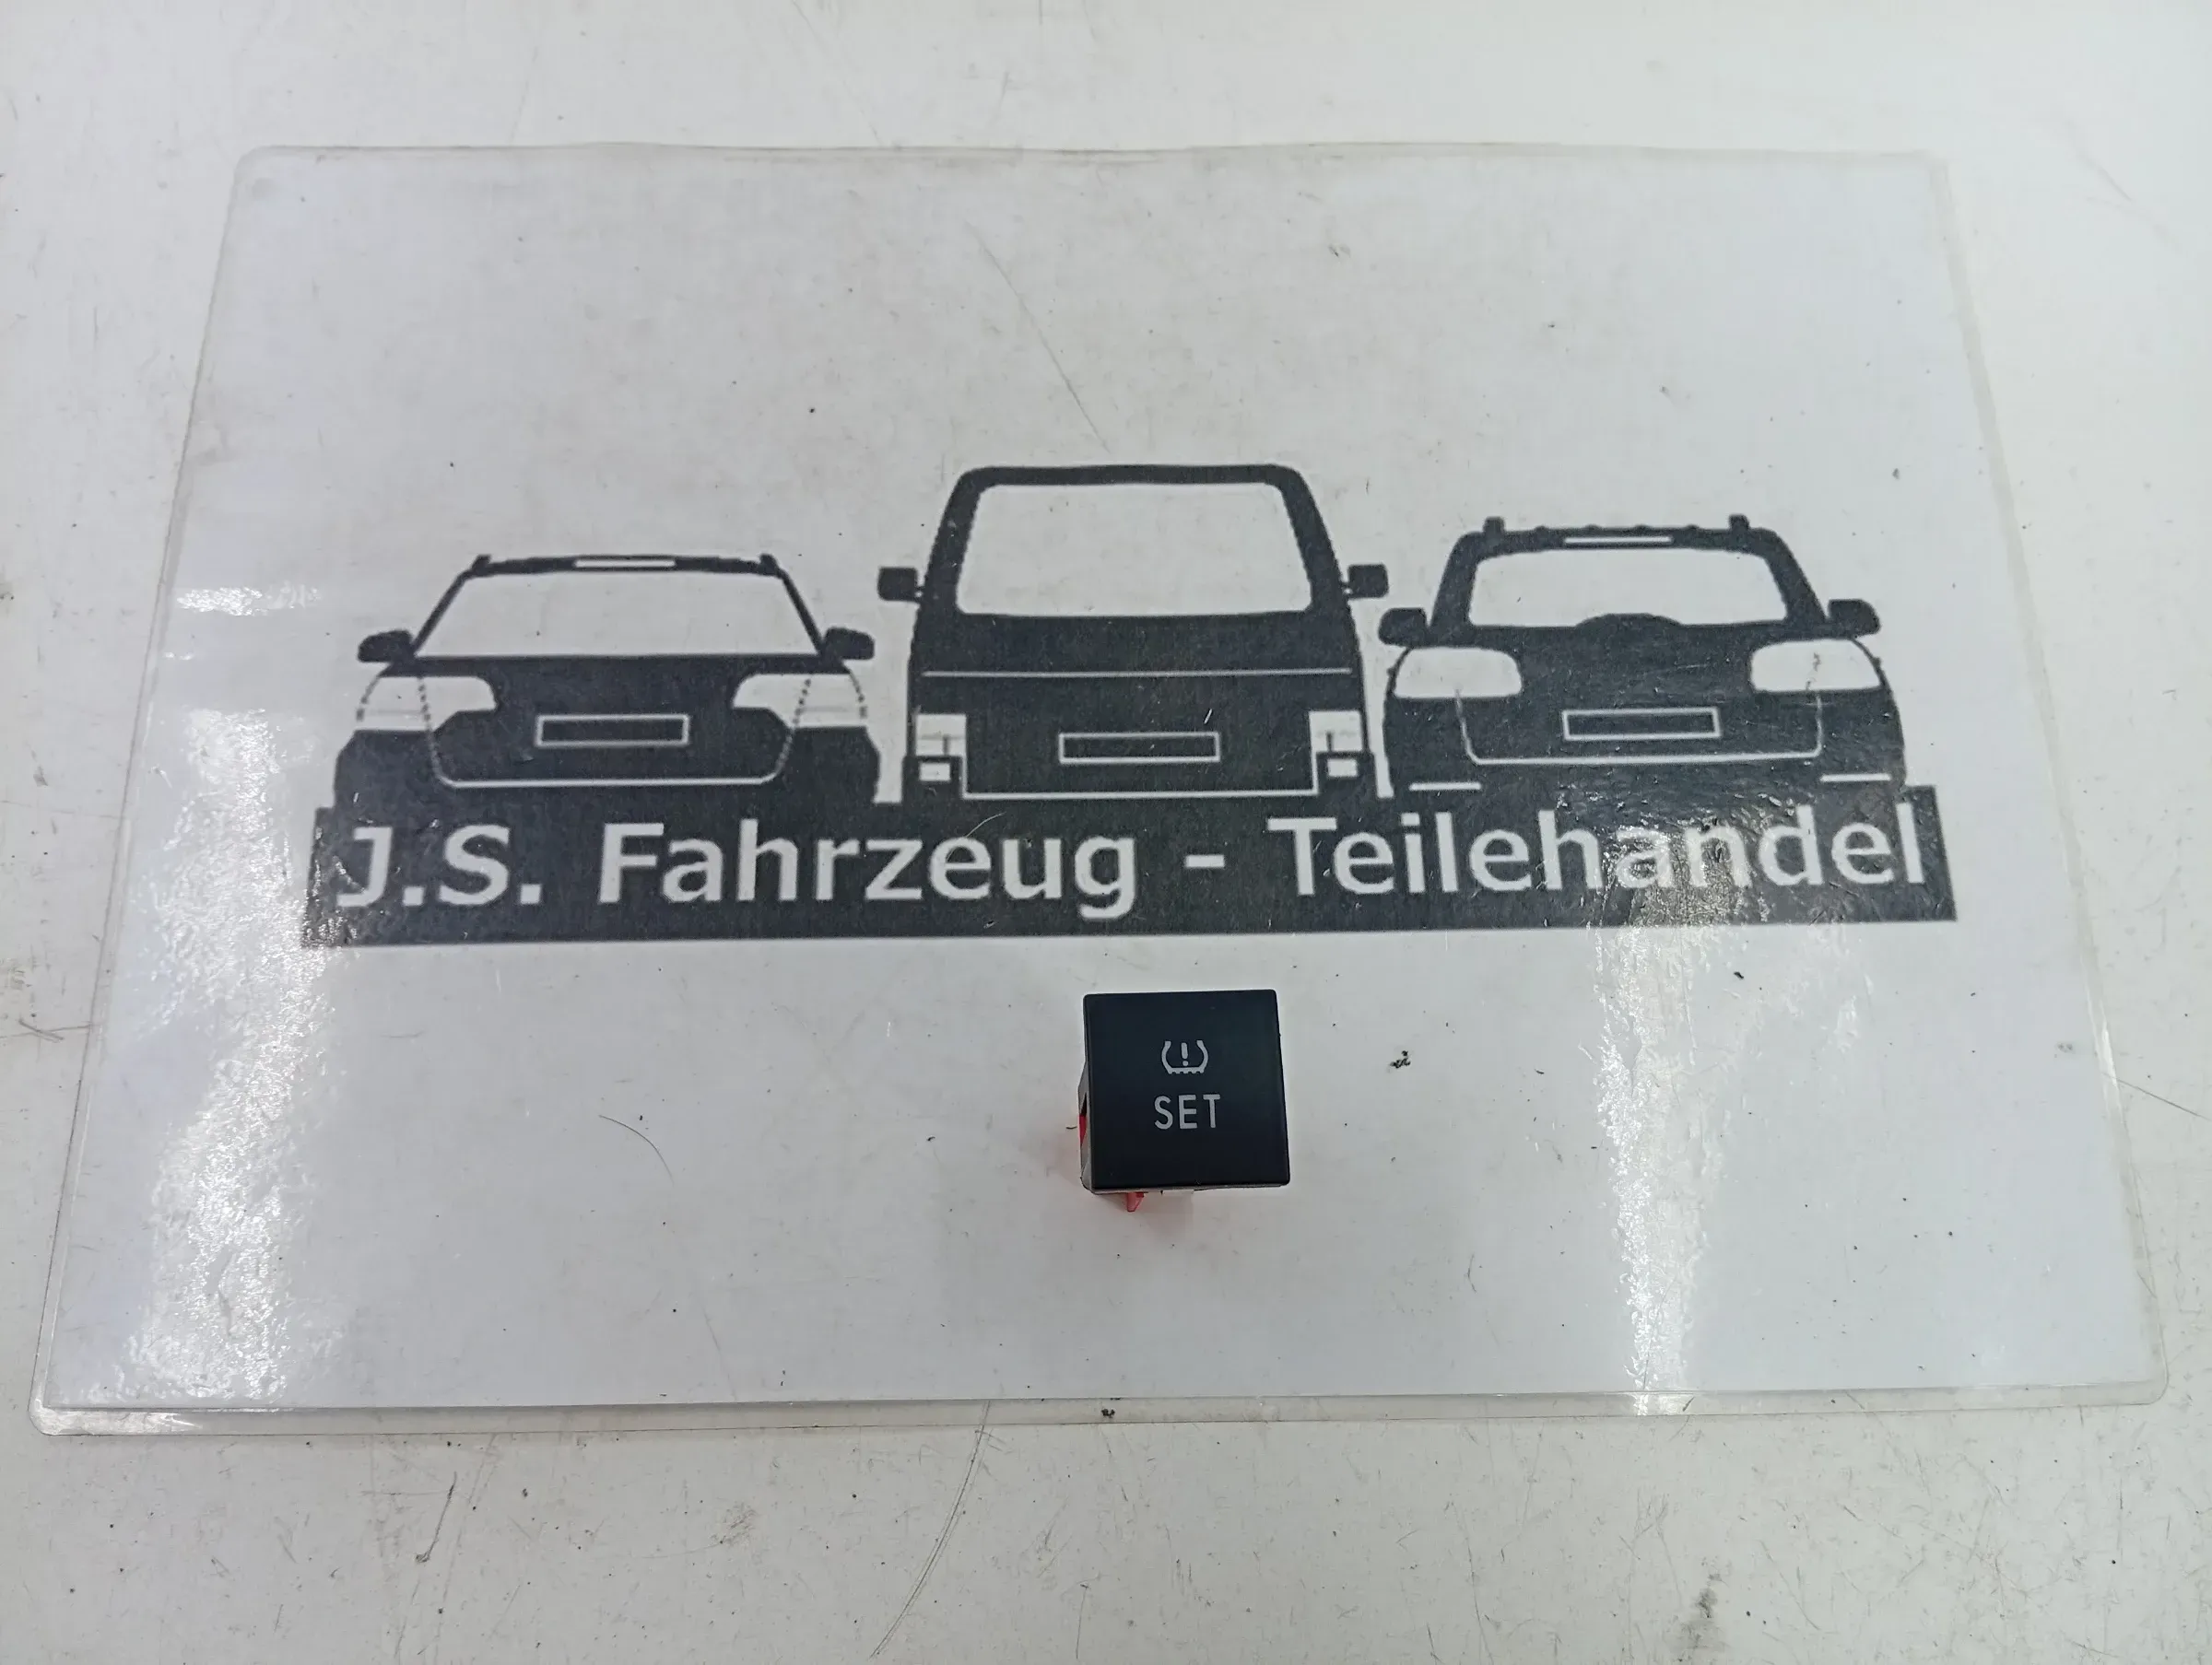 J.S. Fahrzeug - Teilehandel
SET